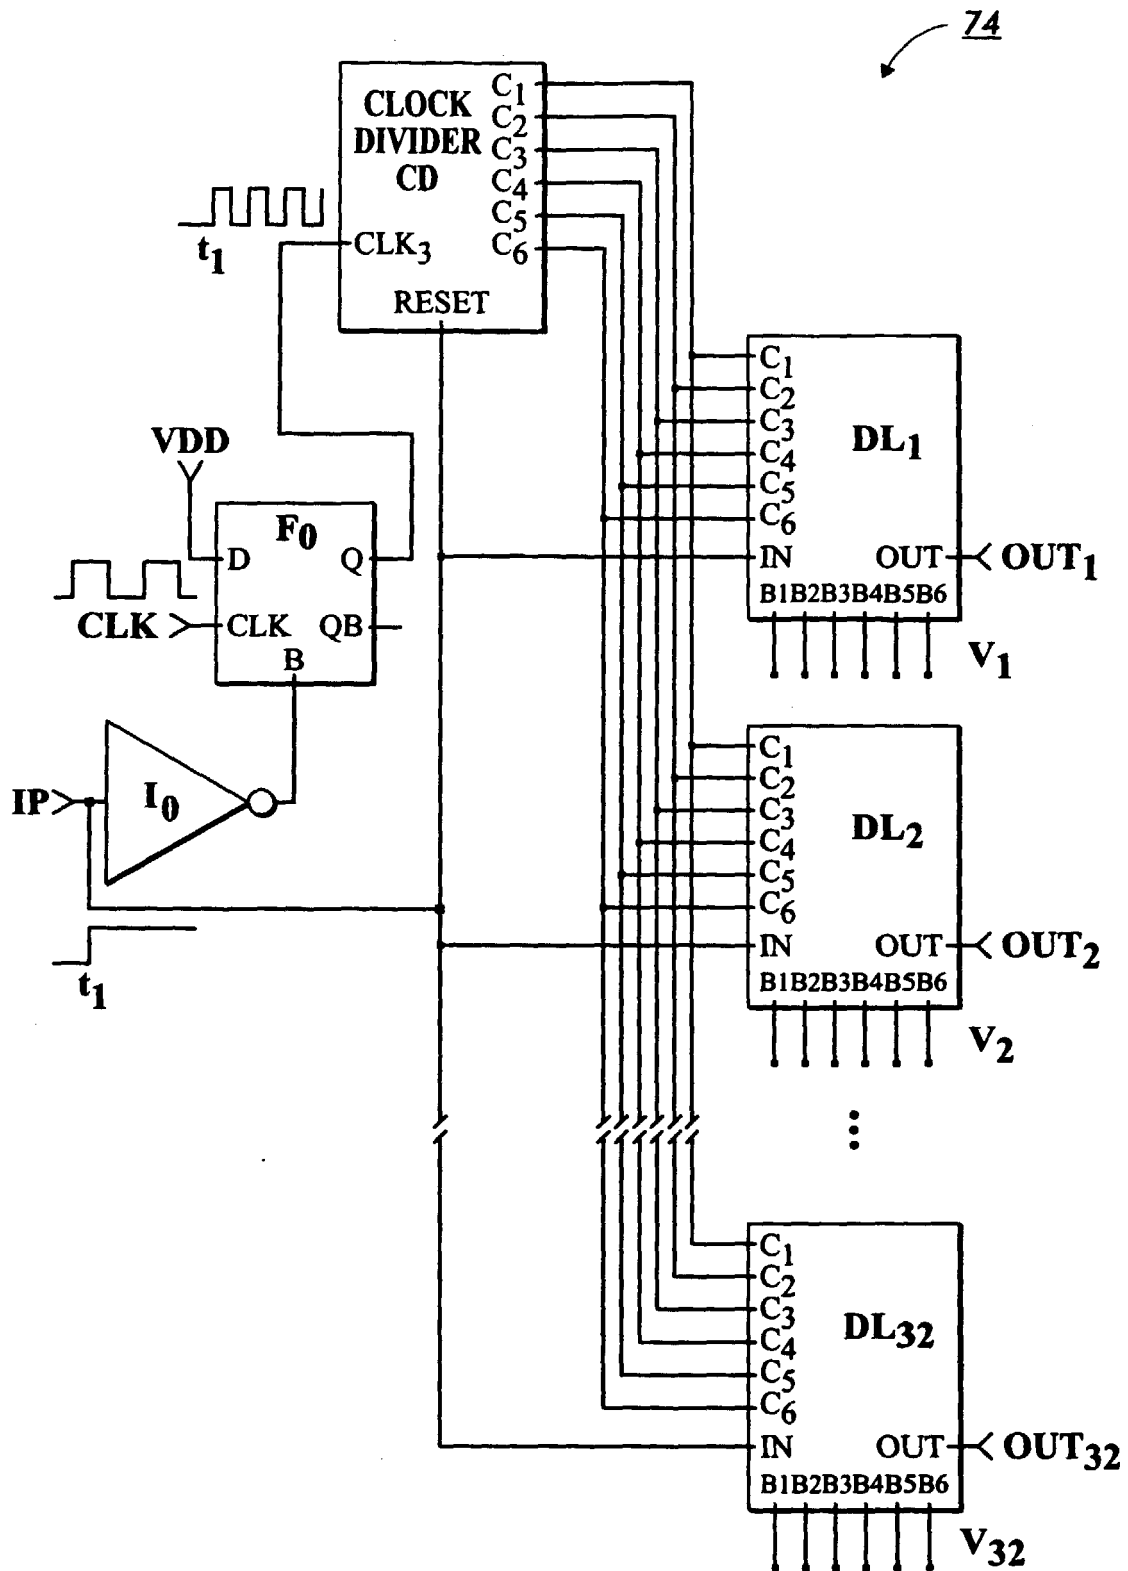 74
CLOCK
DIVIDER
CD
C1
C2
C3
C4
C5
C6
CLK3
RESET
t1
VDD
F0
D
Q
CLK
CLK
QB
B
IP
I0
t1
C1
C2
C3
C4
C5
C6
DL1
IN
OUT
OUT1
B1B2B3B4B5B6
V1
C1
C2
C3
C4
C5
C6
DL2
IN
OUT
OUT2
B1B2B3B4B5B6
V2
C1
C2
C3
C4
C5
C6
DL32
IN
OUT
OUT32
B1B2B3B4B5B6
V32